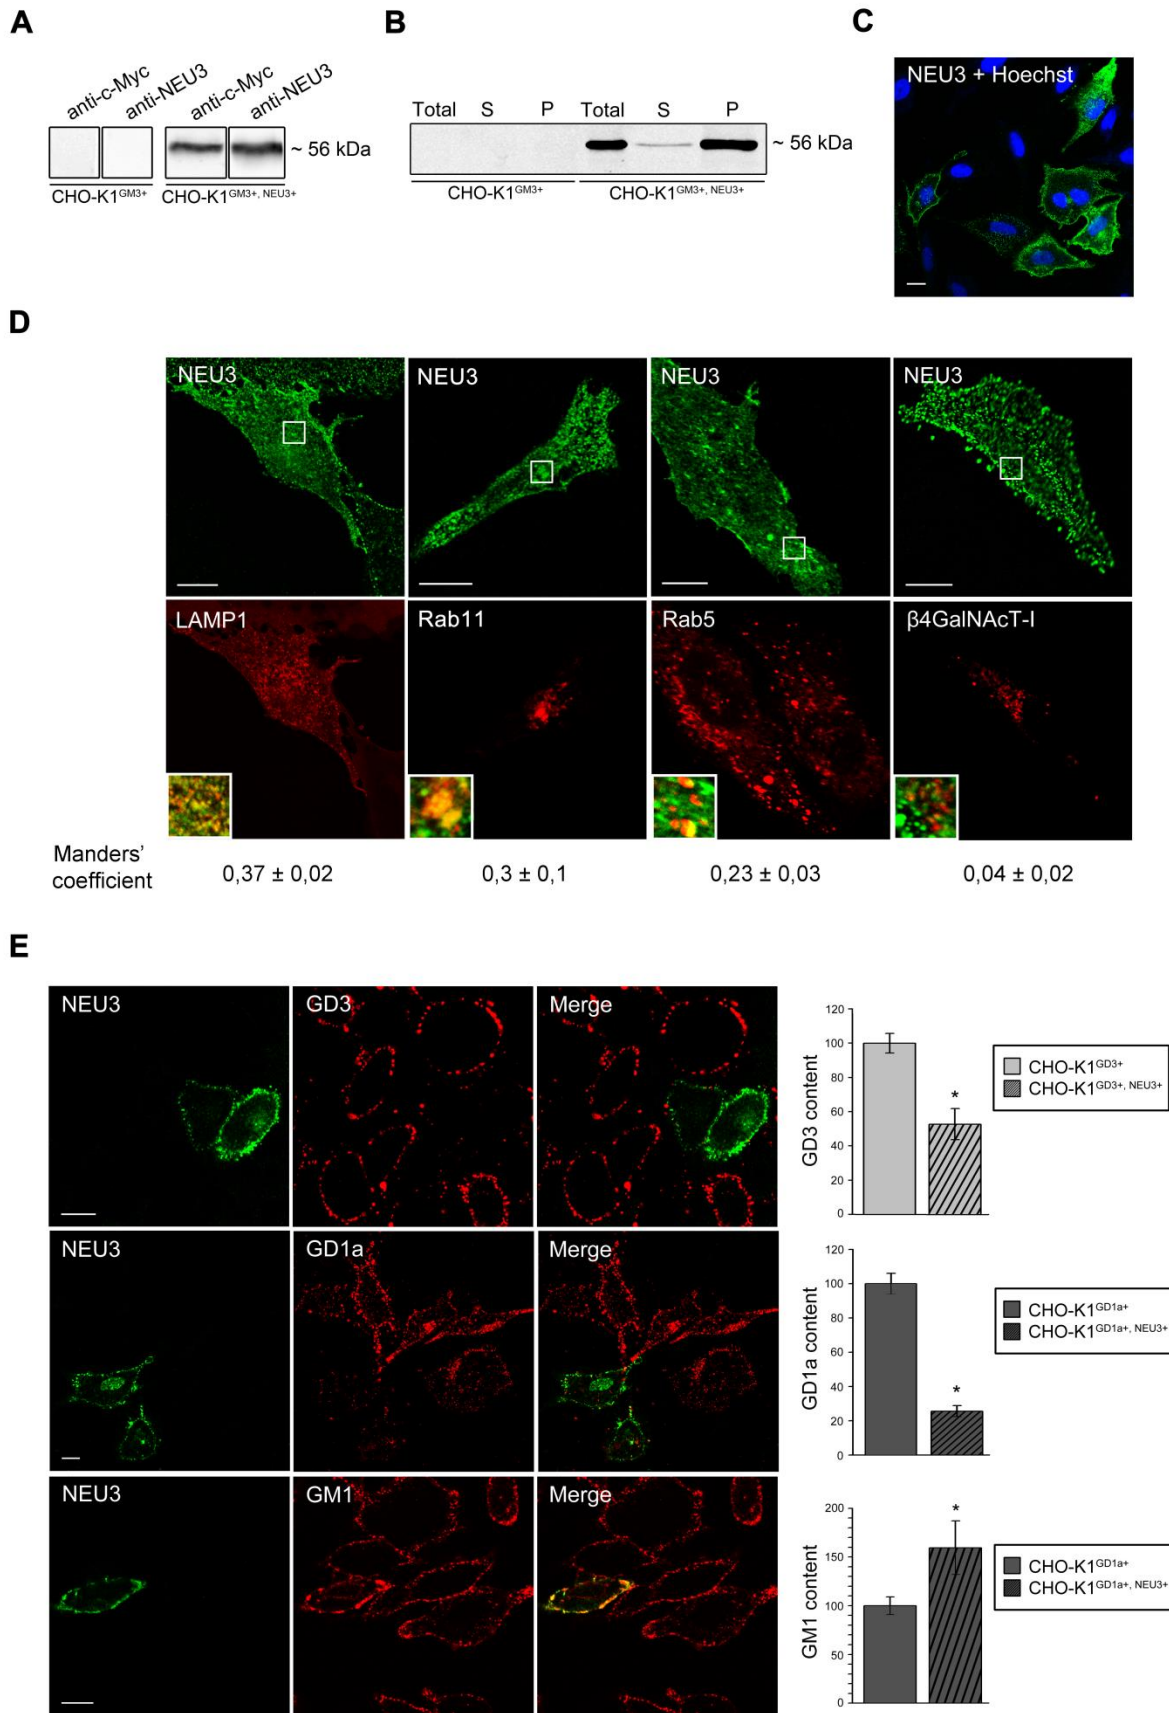 A
anti-c-Myc
anti-NEU3
anti-c-Myc
anti-NEU3
~ 56 kDa
CHO-K1GM3+
CHO-K1GM3+, NEU3+
B
Total S P Total S P
~ 56 kDa
CHO-K1GM3+
CHO-K1GM3+, NEU3+
C
NEU3 + Hoechst
D
NEU3 NEU3 NEU3 NEU3
LAMP1 Rab11 Rab5 β4GalNAcT-I
Manders'
coefficient
0,37 ± 0,02 0,3 ± 0,1 0,23 ± 0,03 0,04 ± 0,02
E
NEU3 GD3 Merge
GD3 content
120
100
80
60
40
20
0
*
CHO-K1GD3+
CHO-K1GD3+, NEU3+
NEU3 GD1a Merge
GD1a content
120
100
80
60
40
20
0
*
CHO-K1GD1a+
CHO-K1GD1a+, NEU3+
NEU3 GM1 Merge
GM1 content
200
150
100
50
0
*
CHO-K1GD1a+
CHO-K1GD1a+, NEU3+